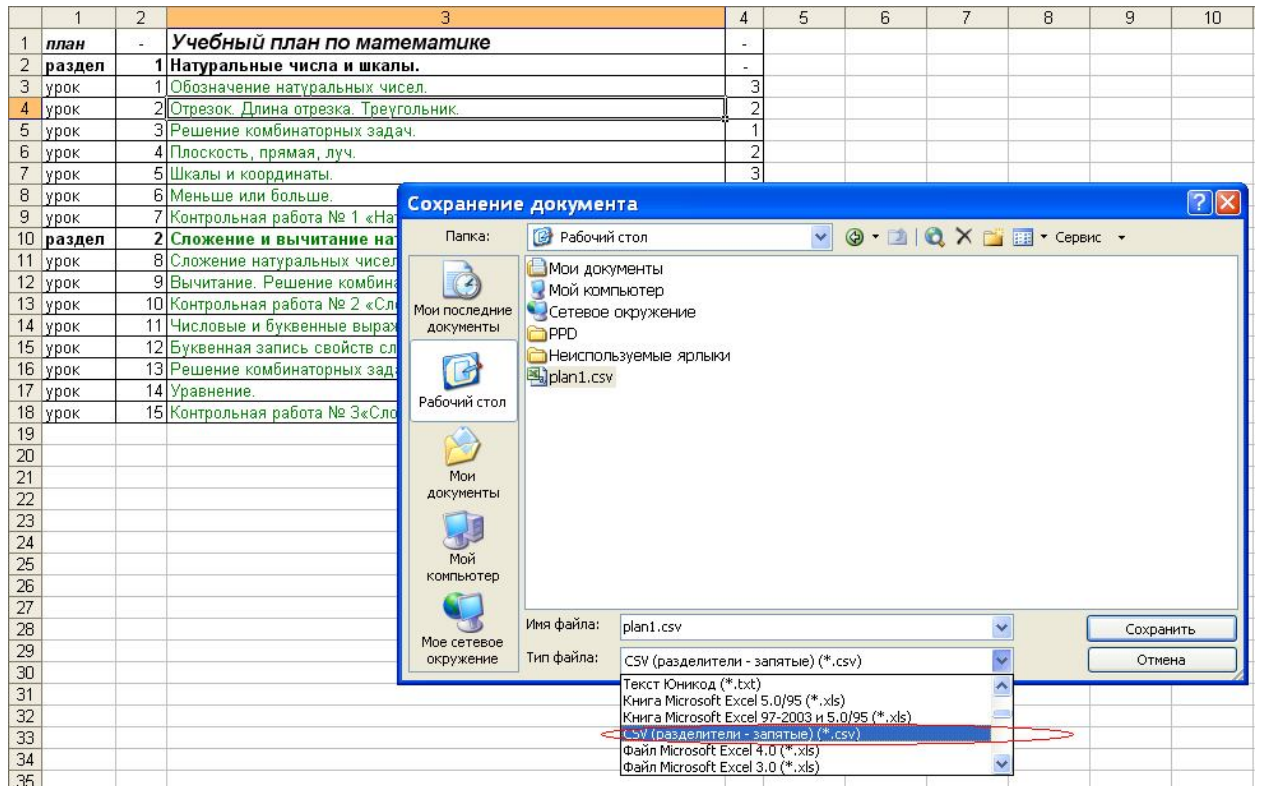 1 2 3 4 5 6 7 8 9 10
1 план - Учебный план по математике -
2 раздел 1 Натуральные числа и шкалы. -
3 урок 1 Обозначение натуральных чисел. 3
4 урок 2 Отрезок. Длина отрезка. Треугольник. 2
5 урок 3 Решение комбинаторных задач. 1
6 урок 4 Плоскость, прямая, луч. 2
7 урок 5 Шкалы и координаты. 3
8 урок 6 Меньше или больше.
9 урок 7 Контрольная работа № 1 «Нат
10 раздел 2 Сложение и вычитание нат
11 урок 8 Сложение натуральных чисел
12 урок 9 Вычитание. Решение комбина
13 урок 10 Контрольная работа № 2 «Сло
14 урок 11 Числовые и буквенные выраж
15 урок 12 Буквенная запись свойств сл
16 урок 13 Решение комбинаторных зада
17 урок 14 Уравнение.
18 урок 15 Контрольная работа № 3«Сло
19
20
21
22
23
24
25
26
27
28
29
30
31
32
33
34
35
Сохранение документа
Папка: Рабочий стол Сервис
Мои последние документы
Рабочий стол
Мои документы
Мой компьютер
Мое сетевое окружение
Мои документы
Мой компьютер
Сетевое окружение
PPD
Неиспользуемые ярлыки
plan1.csv
Имя файла: plan1.csv Сохранить
Тип файла: CSV (разделители - запятые) (*.csv) Отмена
Текст Юникод (*.txt)
Книга Microsoft Excel 5.0/95 (*.xls)
Книга Microsoft Excel 97-2003 и 5.0/95 (*.xls)
CSV (разделители - запятые) (*.csv)
Файл Microsoft Excel 4.0 (*.xls)
Файл Microsoft Excel 3.0 (*.xls)